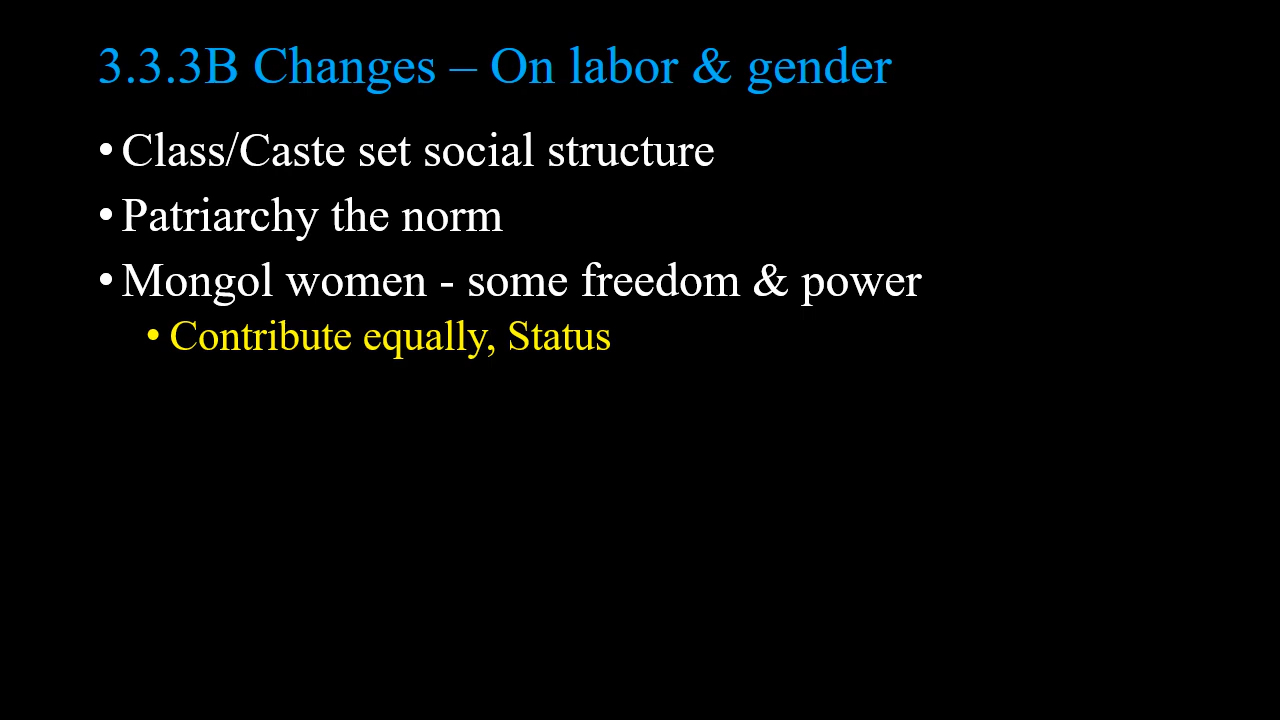 3.3.3B Changes – On labor & gender
• Class/Caste set social structure
• Patriarchy the norm
• Mongol women - some freedom & power
• Contribute equally, Status